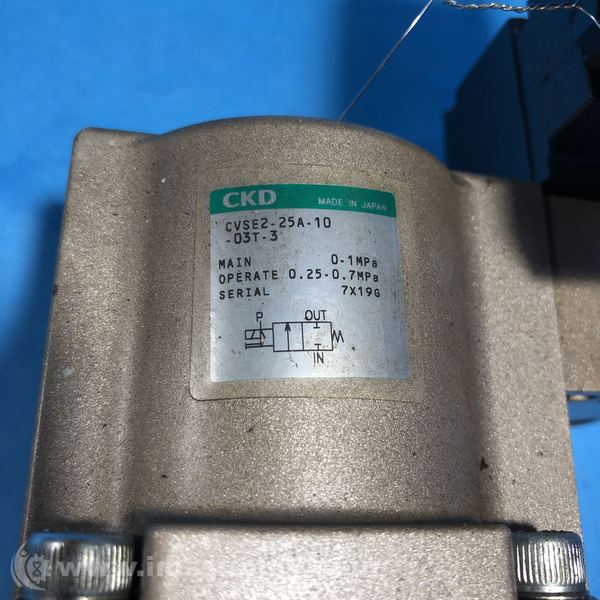 CKD MADE IN JAPAN
CVSE2-25A-10
-03T-3
MAIN 0-1MPa
OPERATE 0.25-0.7MPa
SERIAL 7X19G
P OUT
IN